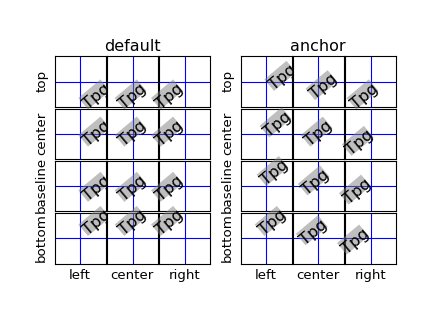 default anchor
top Tpg Tpg Tpg top Tpg Tpg Tpg
center Tpg Tpg Tpg center Tpg Tpg Tpg
baseline Tpg Tpg Tpg baseline Tpg Tpg Tpg
bottom Tpg Tpg Tpg bottom Tpg Tpg Tpg
left center right left center right